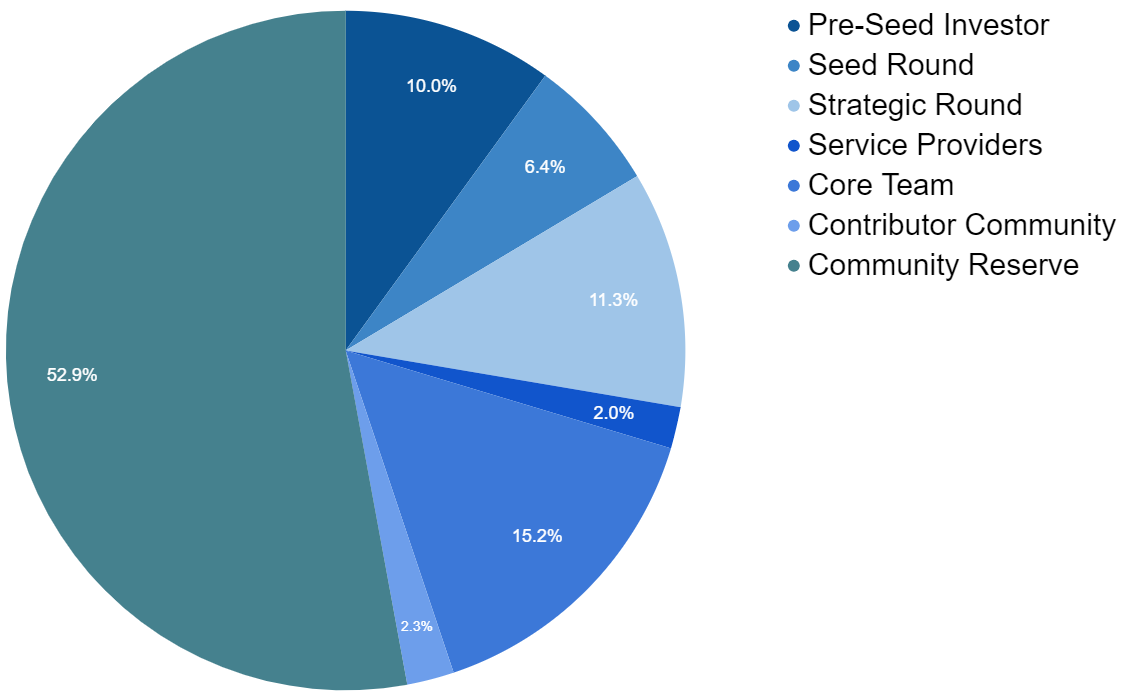 10.0%
6.4%
11.3%
2.0%
15.2%
2.3%
52.9%
Pre-Seed Investor
Seed Round
Strategic Round
Service Providers
Core Team
Contributor Community
Community Reserve